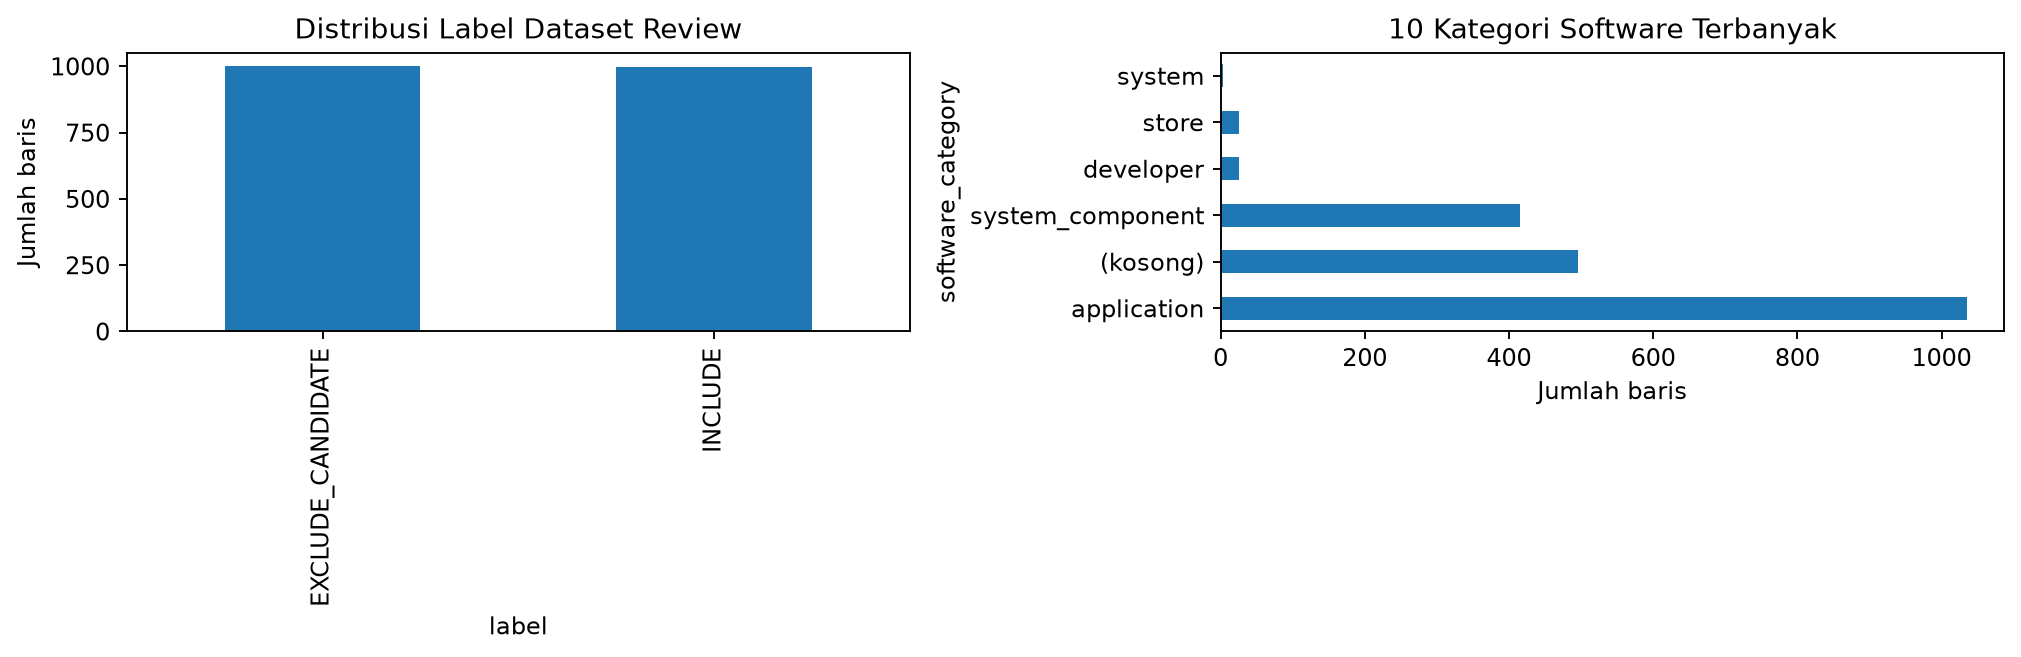 Distribusi Label Dataset Review
Jumlah baris
1000
750
500
250
0
EXCLUDE_CANDIDATE
INCLUDE
label
10 Kategori Software Terbanyak
software_category
system
store
developer
system_component
(kosong)
application
0 200 400 600 800 1000
Jumlah baris